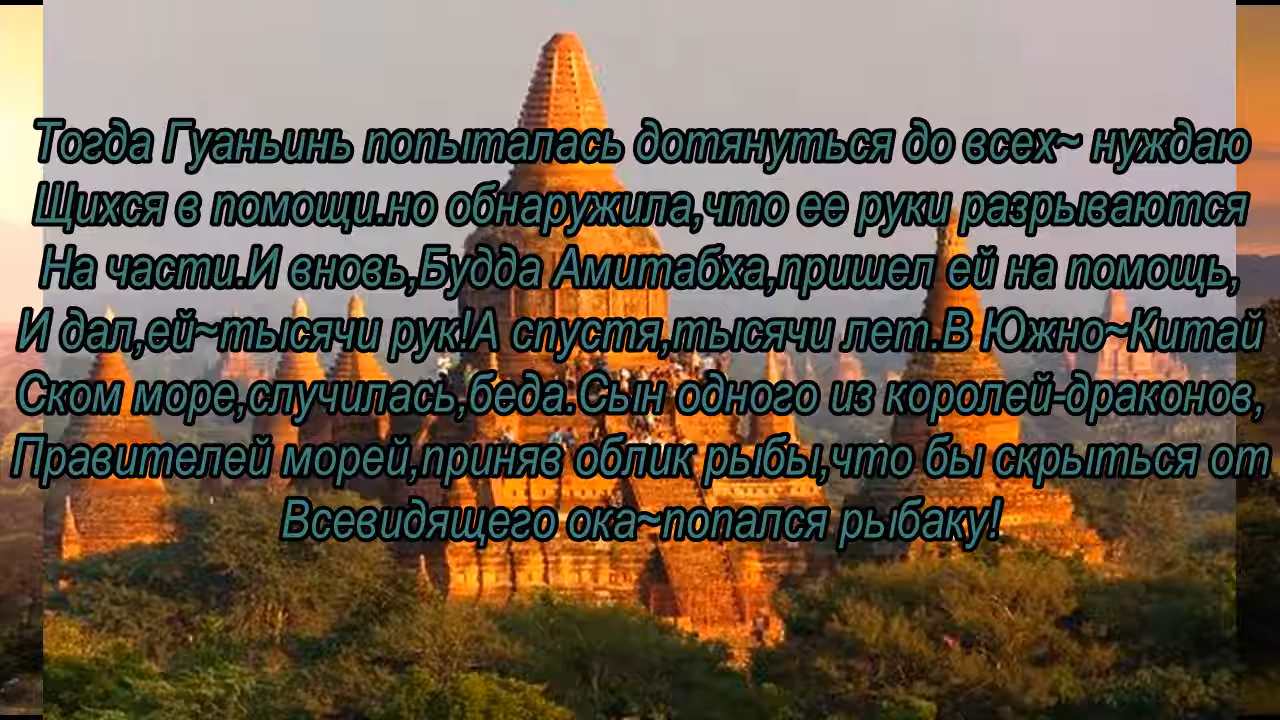 Тогда Гуаньинь попыталась дотянуться до всех~ нуждаю
Щихся в помощи.но обнаружила,что ее руки разрываются
На части.И вновь,Будда Амитабха,пришел ей на помощь,
И дал,ей~тысячи рук!А спустя,тысячи лет.В Южно~Китай
Ском море,случилась,беда.Сын одного из королей-драконов,
Правителей морей,приняв облик рыбы,что бы скрыться от
Всевидящего ока~попался рыбаку!